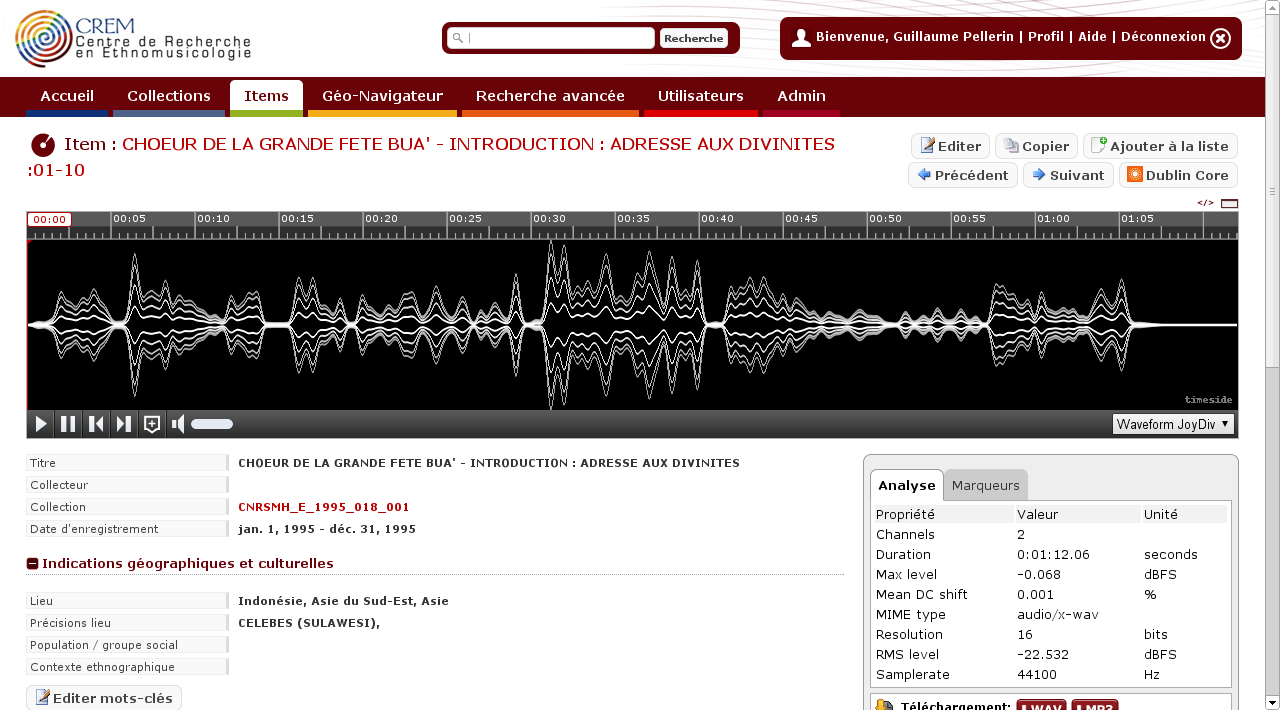 CREM
Centre de Recherche
en Ethnomusicologie
Recherche
Bienvenue, Guillaume Pellerin | Profil | Aide | Déconnexion
Accueil Collections Items Géo-Navigateur Recherche avancée Utilisateurs Admin
Item : CHOEUR DE LA GRANDE FETE BUA' - INTRODUCTION : ADRESSE AUX DIVINITES
:01-10
Editer Copier Ajouter à la liste
Précédent Suivant Dublin Core
</>
00:00 00:05 00:10 00:15 00:20 00:25 00:30 00:35 00:40 00:45 00:50 00:55 01:00 01:05
timeside
Waveform JoyDiv
Titre CHOEUR DE LA GRANDE FETE BUA' - INTRODUCTION : ADRESSE AUX DIVINITES
Collecteur
Collection CNRSMH_E_1995_018_001
Date d'enregistrement jan. 1, 1995 - déc. 31, 1995
Indications géographiques et culturelles
Lieu Indonésie, Asie du Sud-Est, Asie
Précisions lieu CELEBES (SULAWESI),
Population / groupe social
Contexte ethnographique
Editer mots-clés
Analyse Marqueurs
Propriété Valeur Unité
Channels 2
Duration 0:01:12.06 seconds
Max level -0.068 dBFS
Mean DC shift 0.001 %
MIME type audio/x-wav
Resolution 16 bits
RMS level -22.532 dBFS
Samplerate 44100 Hz
Téléchargement: WAV MP3